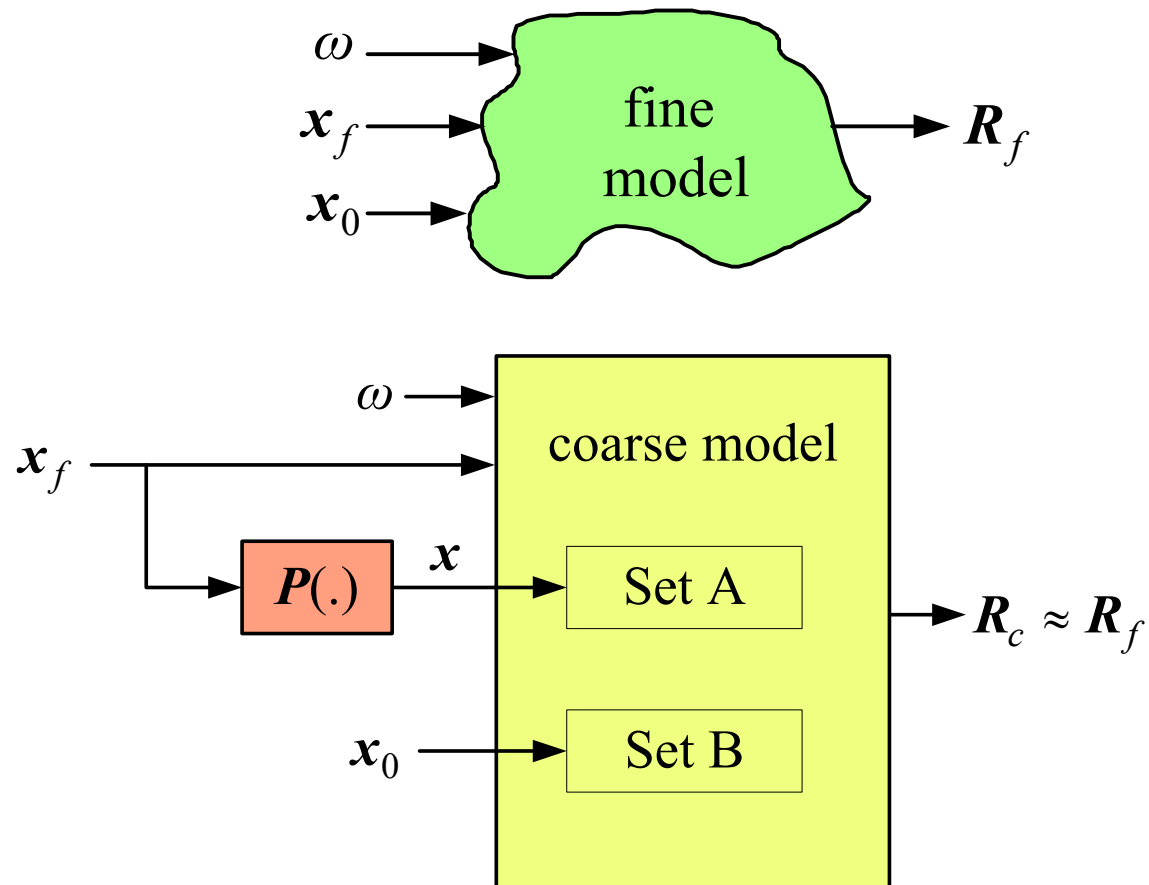 ω
x_f
x_0
fine
model
R_f
ω
x_f
coarse model
P(.)
x
Set A
R_c ≈ R_f
x_0
Set B